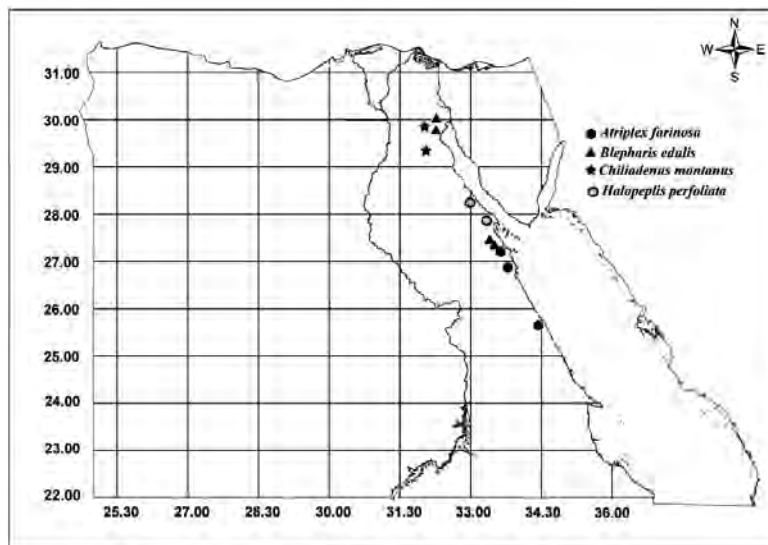 N
W E
S
31.00
30.00
29.00
28.00
27.00
26.00
25.00
24.00
23.00
22.00
Atriplex farinosa
Blepharis edulis
Chiliadenus montanus
Halopeplis perfoliata
25.30 27.00 28.30 30.00 31.30 33.00 34.30 36.00